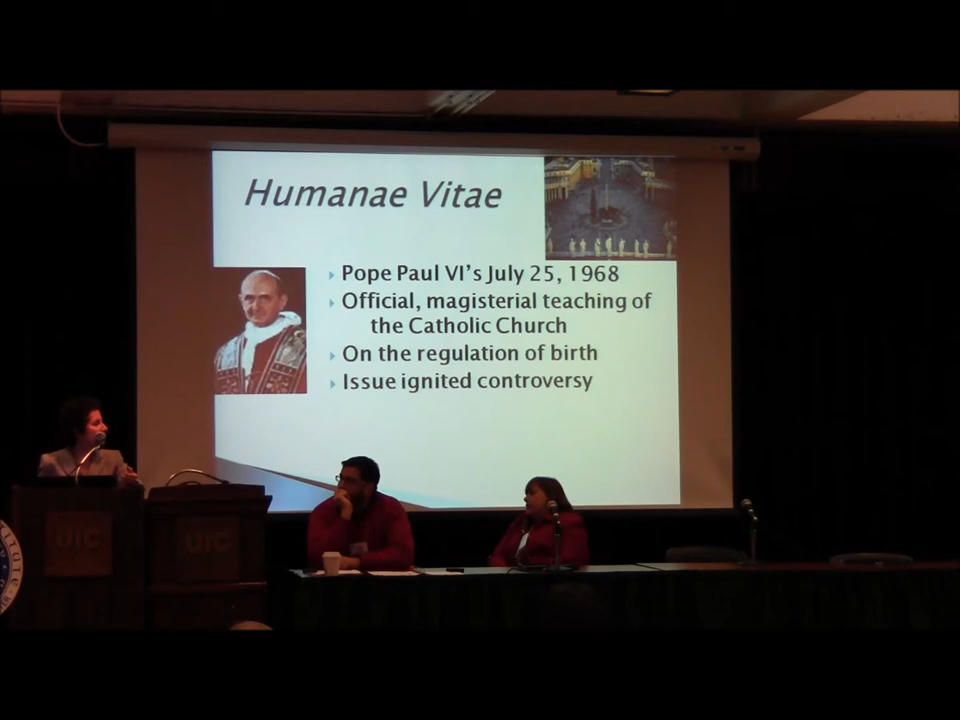 Humanae Vitae
Pope Paul VI's July 25, 1968
Official, magisterial teaching of
the Catholic Church
On the regulation of birth
Issue ignited controversy
UIC
UIC